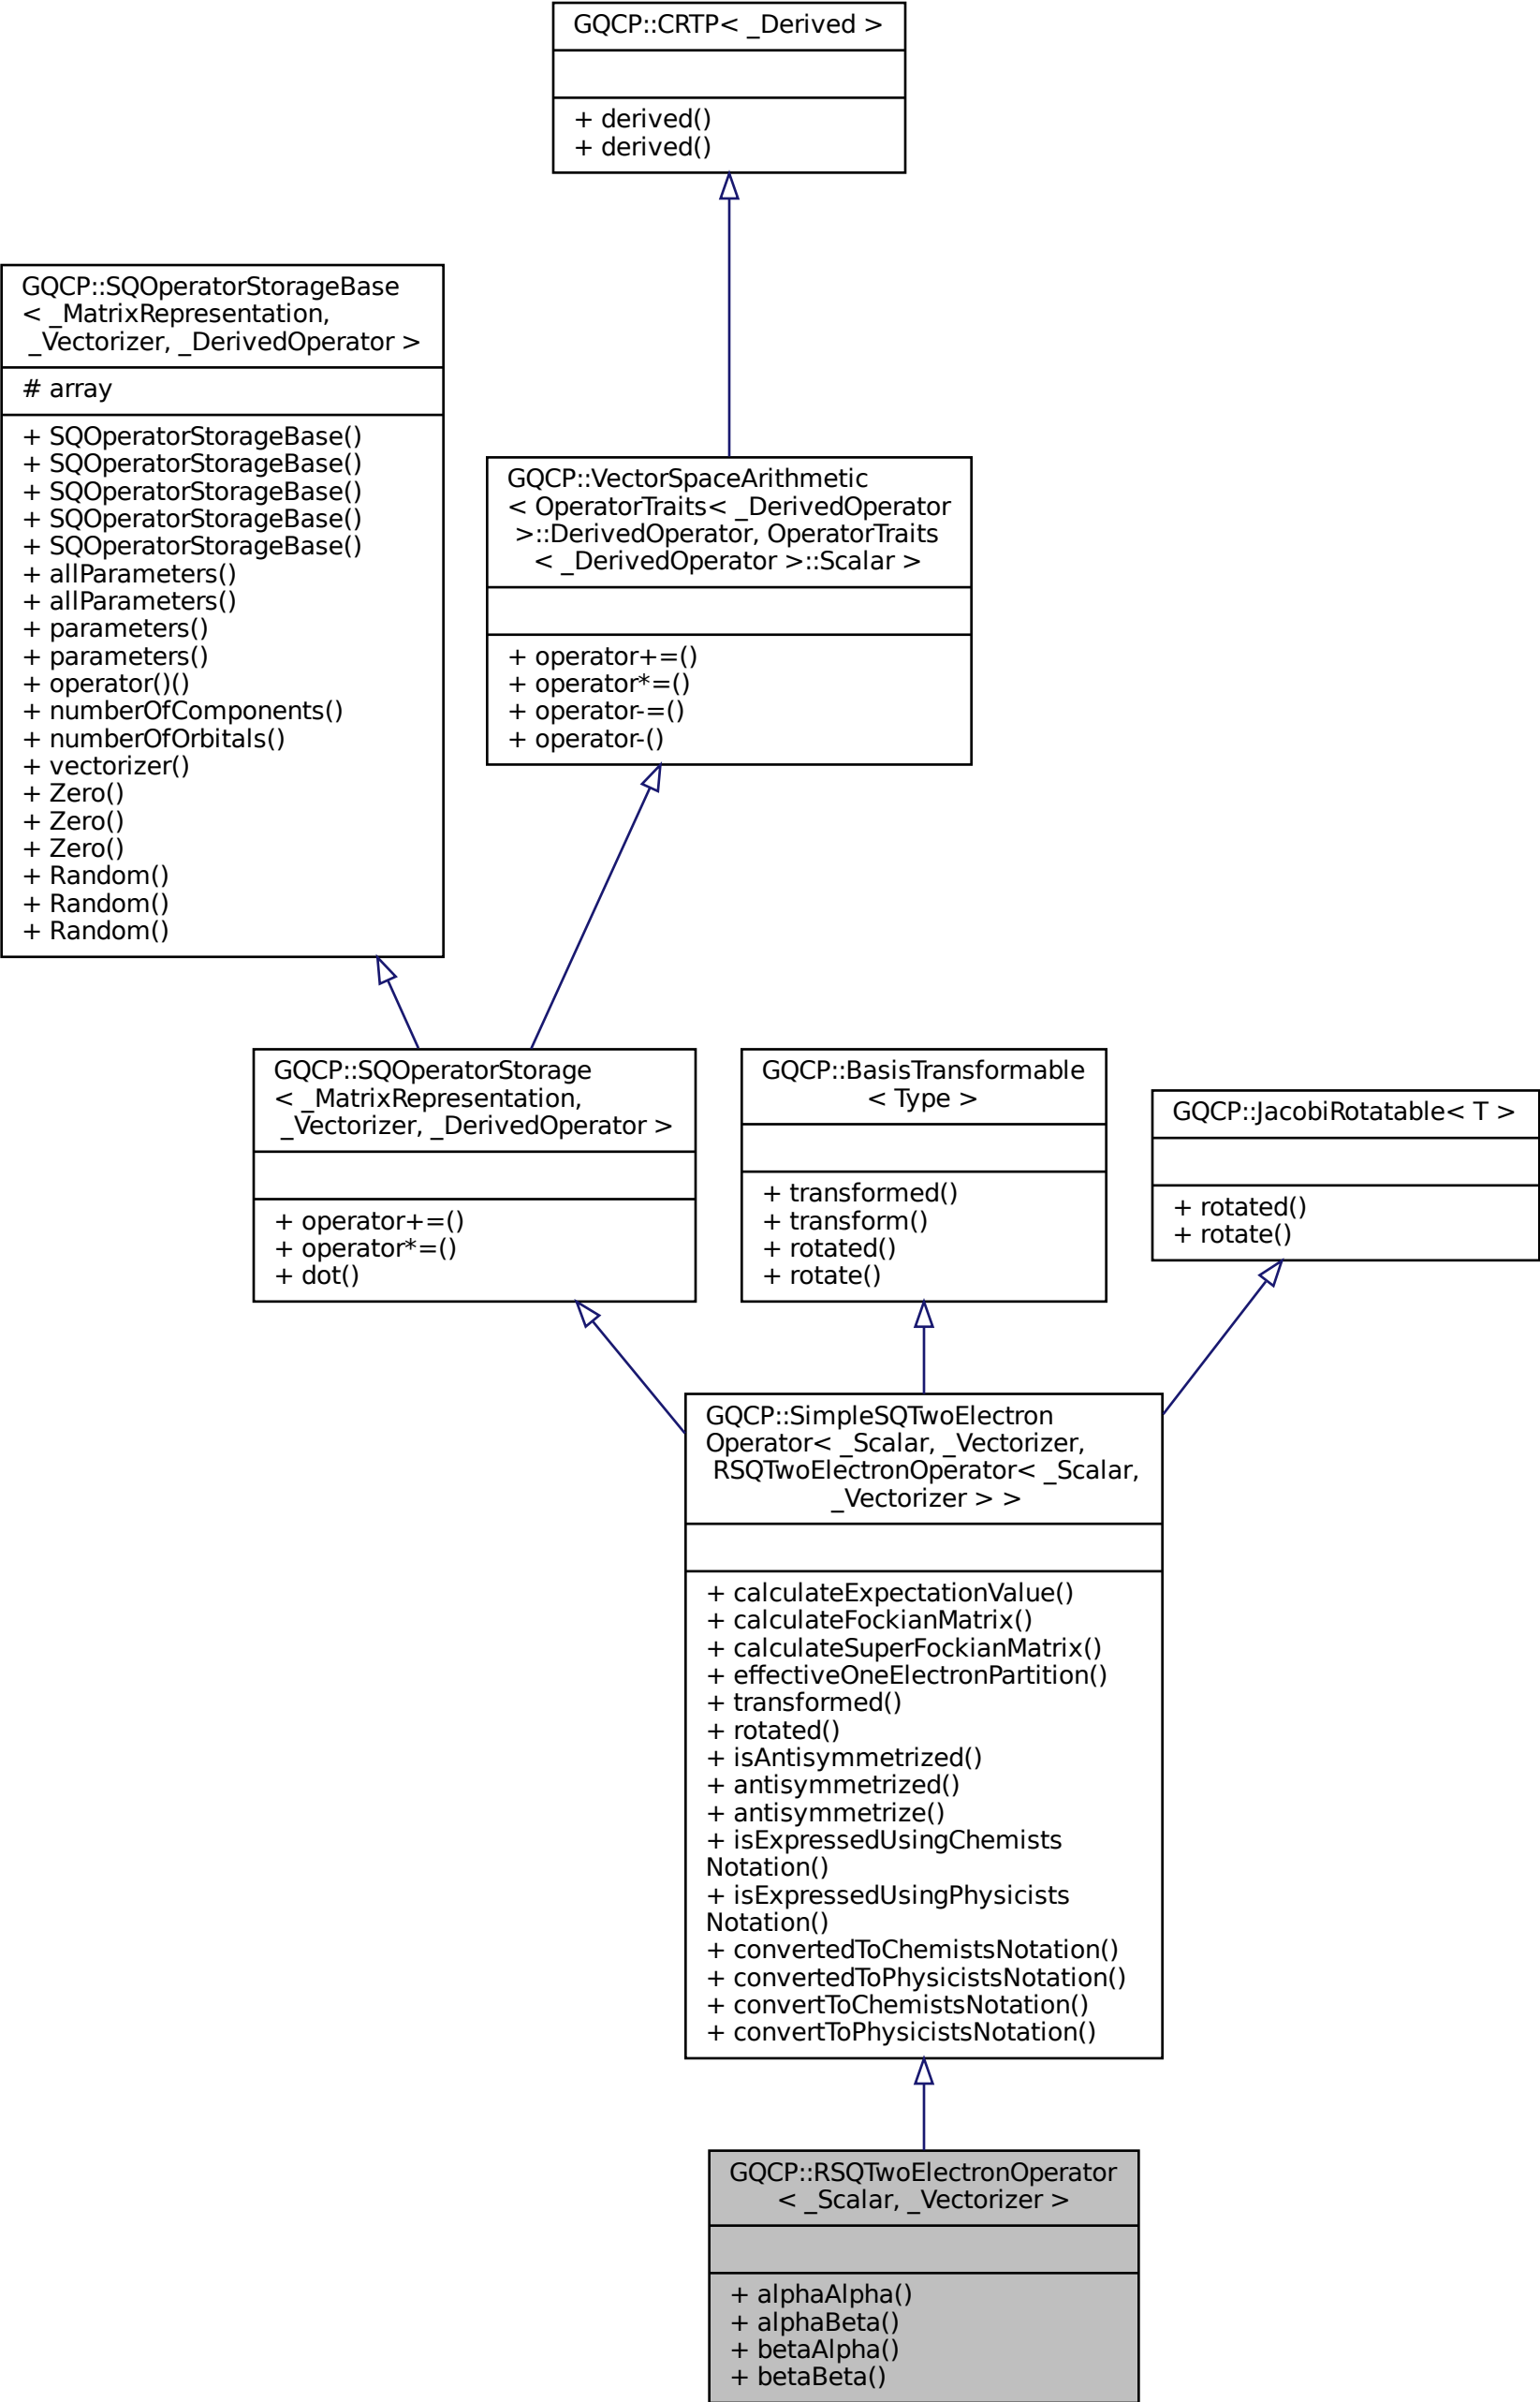 GQCP::CRTP< _Derived >
+ derived()
+ derived()
GQCP::SQOperatorStorageBase
< _MatrixRepresentation,
_Vectorizer, _DerivedOperator >
# array
+ SQOperatorStorageBase()
+ SQOperatorStorageBase()
+ SQOperatorStorageBase()
+ SQOperatorStorageBase()
+ SQOperatorStorageBase()
+ allParameters()
+ allParameters()
+ parameters()
+ parameters()
+ operator()()
+ numberOfComponents()
+ numberOfOrbitals()
+ vectorizer()
+ Zero()
+ Zero()
+ Zero()
+ Random()
+ Random()
+ Random()
GQCP::VectorSpaceArithmetic
< OperatorTraits< _DerivedOperator
>::DerivedOperator, OperatorTraits
< _DerivedOperator >::Scalar >
+ operator+=()
+ operator*=()
+ operator-=()
+ operator-()
GQCP::SQOperatorStorage
< _MatrixRepresentation,
_Vectorizer, _DerivedOperator >
+ operator+=()
+ operator*=()
+ dot()
GQCP::BasisTransformable
< Type >
+ transformed()
+ transform()
+ rotated()
+ rotate()
GQCP::JacobiRotatable< T >
+ rotated()
+ rotate()
GQCP::SimpleSQTwoElectron
Operator< _Scalar, _Vectorizer,
RSQTwoElectronOperator< _Scalar,
_Vectorizer > >
+ calculateExpectationValue()
+ calculateFockianMatrix()
+ calculateSuperFockianMatrix()
+ effectiveOneElectronPartition()
+ transformed()
+ rotated()
+ isAntisymmetrized()
+ antisymmetrized()
+ antisymmetrize()
+ isExpressedUsingChemists
Notation()
+ isExpressedUsingPhysicists
Notation()
+ convertedToChemistsNotation()
+ convertedToPhysicistsNotation()
+ convertToChemistsNotation()
+ convertToPhysicistsNotation()
GQCP::RSQTwoElectronOperator
< _Scalar, _Vectorizer >
+ alphaAlpha()
+ alphaBeta()
+ betaAlpha()
+ betaBeta()